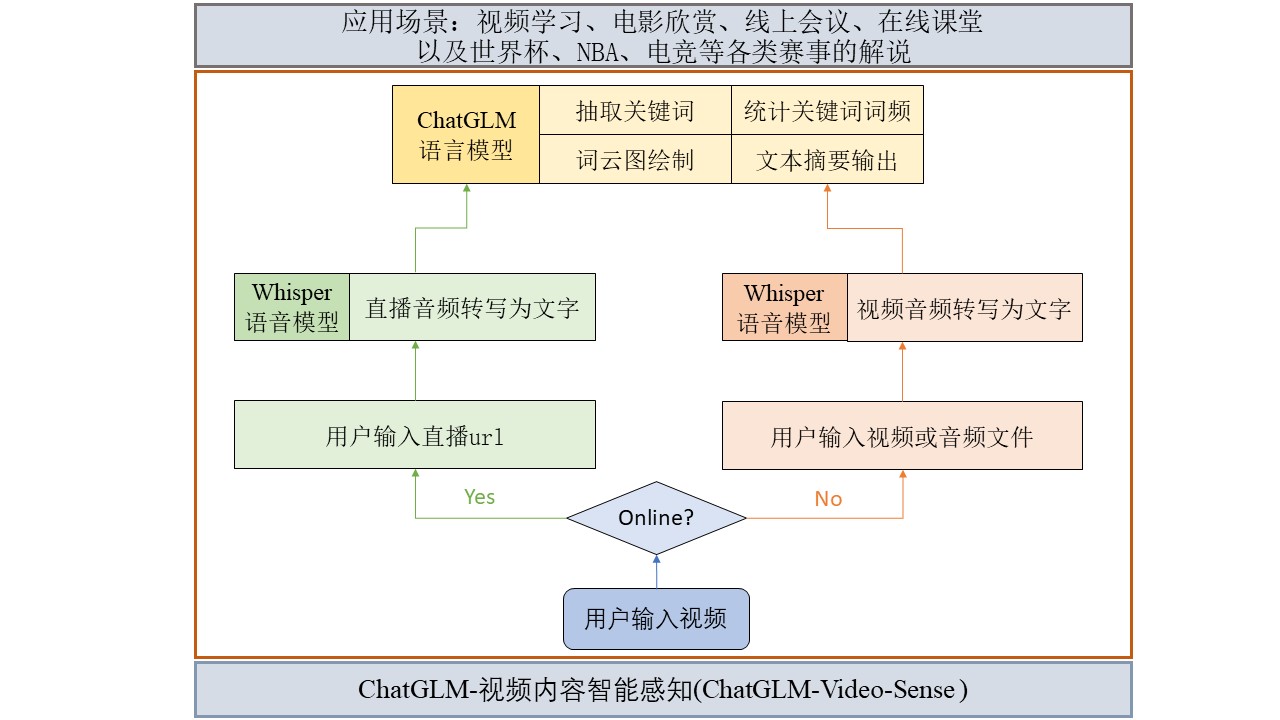 应用场景：视频学习、电影欣赏、线上会议、在线课堂
以及世界杯、NBA、电竞等各类赛事的解说
ChatGLM
语言模型
抽取关键词
统计关键词词频
词云图绘制
文本摘要输出
Whisper
语音模型
直播音频转写为文字
Whisper
语音模型
视频音频转写为文字
用户输入直播url
用户输入视频或音频文件
Yes
No
Online?
用户输入视频
ChatGLM-视频内容智能感知(ChatGLM-Video-Sense)